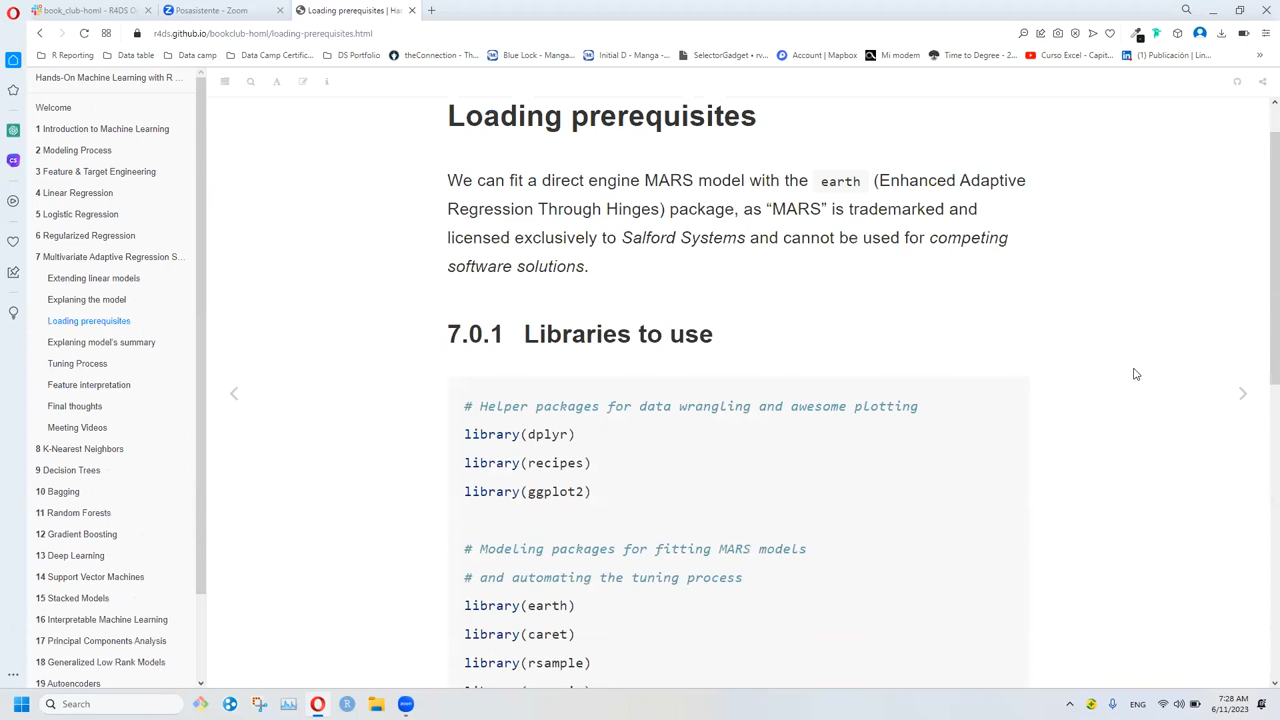 book_club-homl - R4DS O
Posasistente - Zoom
Loading prerequisites | Ha
r4ds.github.io/bookclub-homl/loading-prerequisites.html
R Reporting
Data table
Data camp
Data Camp Certific...
DS Portfolio
theConnection - Th...
Blue Lock - Manga...
Initial D - Manga -...
SelectorGadget • rv...
Account | Mapbox
Mi modem
Time to Degree - 2...
Curso Excel - Capit...
(1) Publicación | Lin...
Hands-On Machine Learning with R ...
Welcome
1 Introduction to Machine Learning
2 Modeling Process
3 Feature & Target Engineering
4 Linear Regression
5 Logistic Regression
6 Regularized Regression
7 Multivariate Adaptive Regression S...
Extending linear models
Explaning the model
Loading prerequisites
Explaning model's summary
Tuning Process
Feature interpretation
Final thoughts
Meeting Videos
8 K-Nearest Neighbors
9 Decision Trees
10 Bagging
11 Random Forests
12 Gradient Boosting
13 Deep Learning
14 Support Vector Machines
15 Stacked Models
16 Interpretable Machine Learning
17 Principal Components Analysis
18 Generalized Low Rank Models
19 Autoencoders
Loading prerequisites
We can fit a direct engine MARS model with the earth (Enhanced Adaptive
Regression Through Hinges) package, as “MARS” is trademarked and
licensed exclusively to Salford Systems and cannot be used for competing
software solutions.
7.0.1 Libraries to use
# Helper packages for data wrangling and awesome plotting
library(dplyr)
library(recipes)
library(ggplot2)
# Modeling packages for fitting MARS models
# and automating the tuning process
library(earth)
library(caret)
library(rsample)
Search
ENG
7:28 AM
6/11/2023